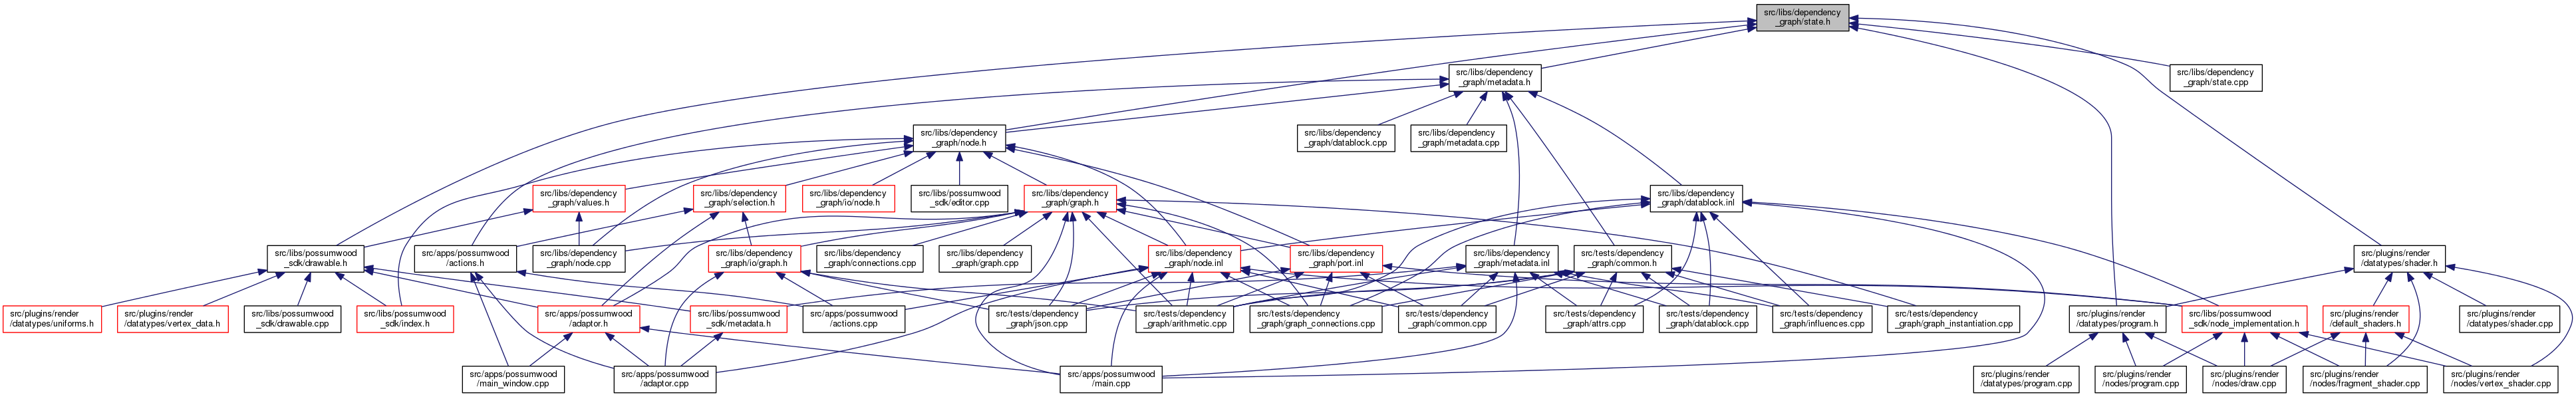 src/libs/dependency
_graph/state.h
src/libs/dependency
_graph/metadata.h
src/libs/dependency
_graph/state.cpp
src/libs/dependency
_graph/node.h
src/libs/dependency
_graph/datablock.cpp
src/libs/dependency
_graph/metadata.cpp
src/libs/dependency
_graph/values.h
src/libs/dependency
_graph/selection.h
src/libs/dependency
_graph/io/node.h
src/libs/possumwood
_sdk/editor.cpp
src/libs/dependency
_graph/graph.h
src/libs/dependency
_graph/datablock.inl
src/libs/possumwood
_sdk/drawable.h
src/apps/possumwood
/actions.h
src/libs/dependency
_graph/node.cpp
src/libs/dependency
_graph/io/graph.h
src/libs/dependency
_graph/connections.cpp
src/libs/dependency
_graph/graph.cpp
src/libs/dependency
_graph/node.inl
src/libs/dependency
_graph/port.inl
src/libs/dependency
_graph/metadata.inl
src/tests/dependency
_graph/common.h
src/plugins/render
/datatypes/shader.h
src/plugins/render
/datatypes/uniforms.h
src/plugins/render
/datatypes/vertex_data.h
src/libs/possumwood
_sdk/drawable.cpp
src/libs/possumwood
_sdk/index.h
src/apps/possumwood
/adaptor.h
src/libs/possumwood
_sdk/metadata.h
src/apps/possumwood
/actions.cpp
src/tests/dependency
_graph/json.cpp
src/tests/dependency
_graph/arithmetic.cpp
src/tests/dependency
_graph/graph_connections.cpp
src/tests/dependency
_graph/common.cpp
src/tests/dependency
_graph/attrs.cpp
src/tests/dependency
_graph/datablock.cpp
src/tests/dependency
_graph/influences.cpp
src/tests/dependency
_graph/graph_instantiation.cpp
src/plugins/render
/datatypes/program.h
src/libs/possumwood
_sdk/node_implementation.h
src/plugins/render
/default_shaders.h
src/plugins/render
/datatypes/shader.cpp
src/apps/possumwood
/main_window.cpp
src/apps/possumwood
/adaptor.cpp
src/apps/possumwood
/main.cpp
src/plugins/render
/datatypes/program.cpp
src/plugins/render
/nodes/program.cpp
src/plugins/render
/nodes/draw.cpp
src/plugins/render
/nodes/fragment_shader.cpp
src/plugins/render
/nodes/vertex_shader.cpp